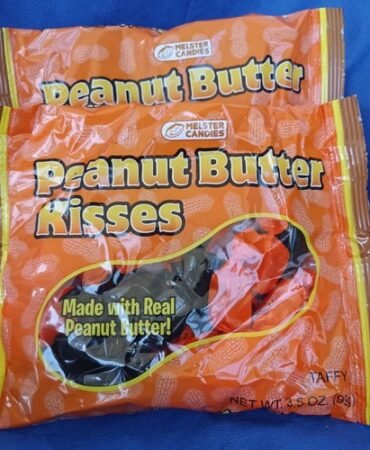 MELSTER
CANDIES
Peanut Butter
MELSTER
CANDIES
Peanut Butter
Kisses
Made with Real
Peanut Butter!
TAFFY
NET WT. 3.5 OZ. (99g)